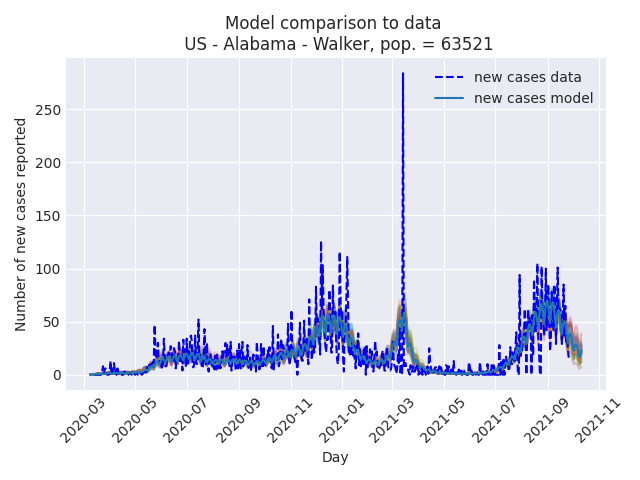 Model comparison to data
US - Alabama - Walker, pop. = 63521
new cases data
new cases model
Number of new cases reported
250
200
150
100
50
0
2020-03
2020-05
2020-07
2020-09
2020-11
2021-01
2021-03
2021-05
2021-07
2021-09
2021-11
Day